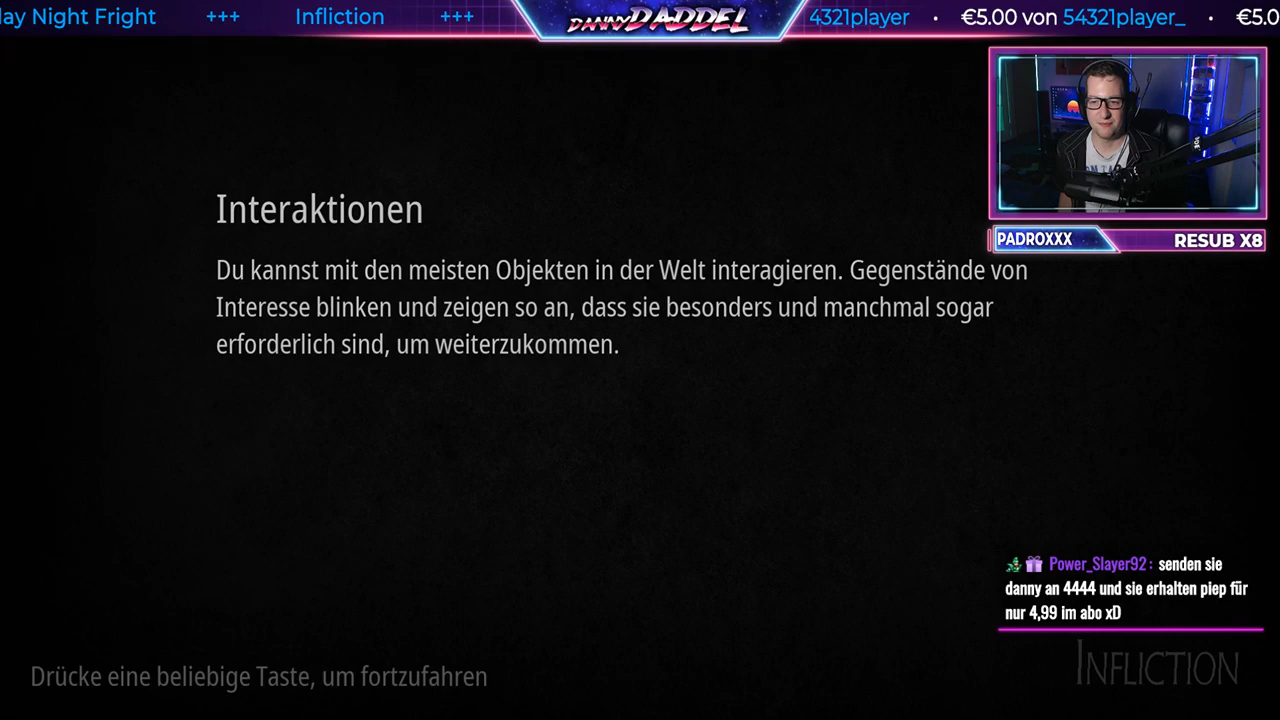 lay Night Fright +++ Infliction +++ DANNY DADDEL 4321player · €5.00 von 54321player_ · €5.0
PADROXXX RESUB X8
Interaktionen
Du kannst mit den meisten Objekten in der Welt interagieren. Gegenstände von
Interesse blinken und zeigen so an, dass sie besonders und manchmal sogar
erforderlich sind, um weiterzukommen.
Power_Slayer92: senden sie
danny an 4444 und sie erhalten piep für
nur 4,99 im abo xD
INFLICTION
Drücke eine beliebige Taste, um fortzufahren